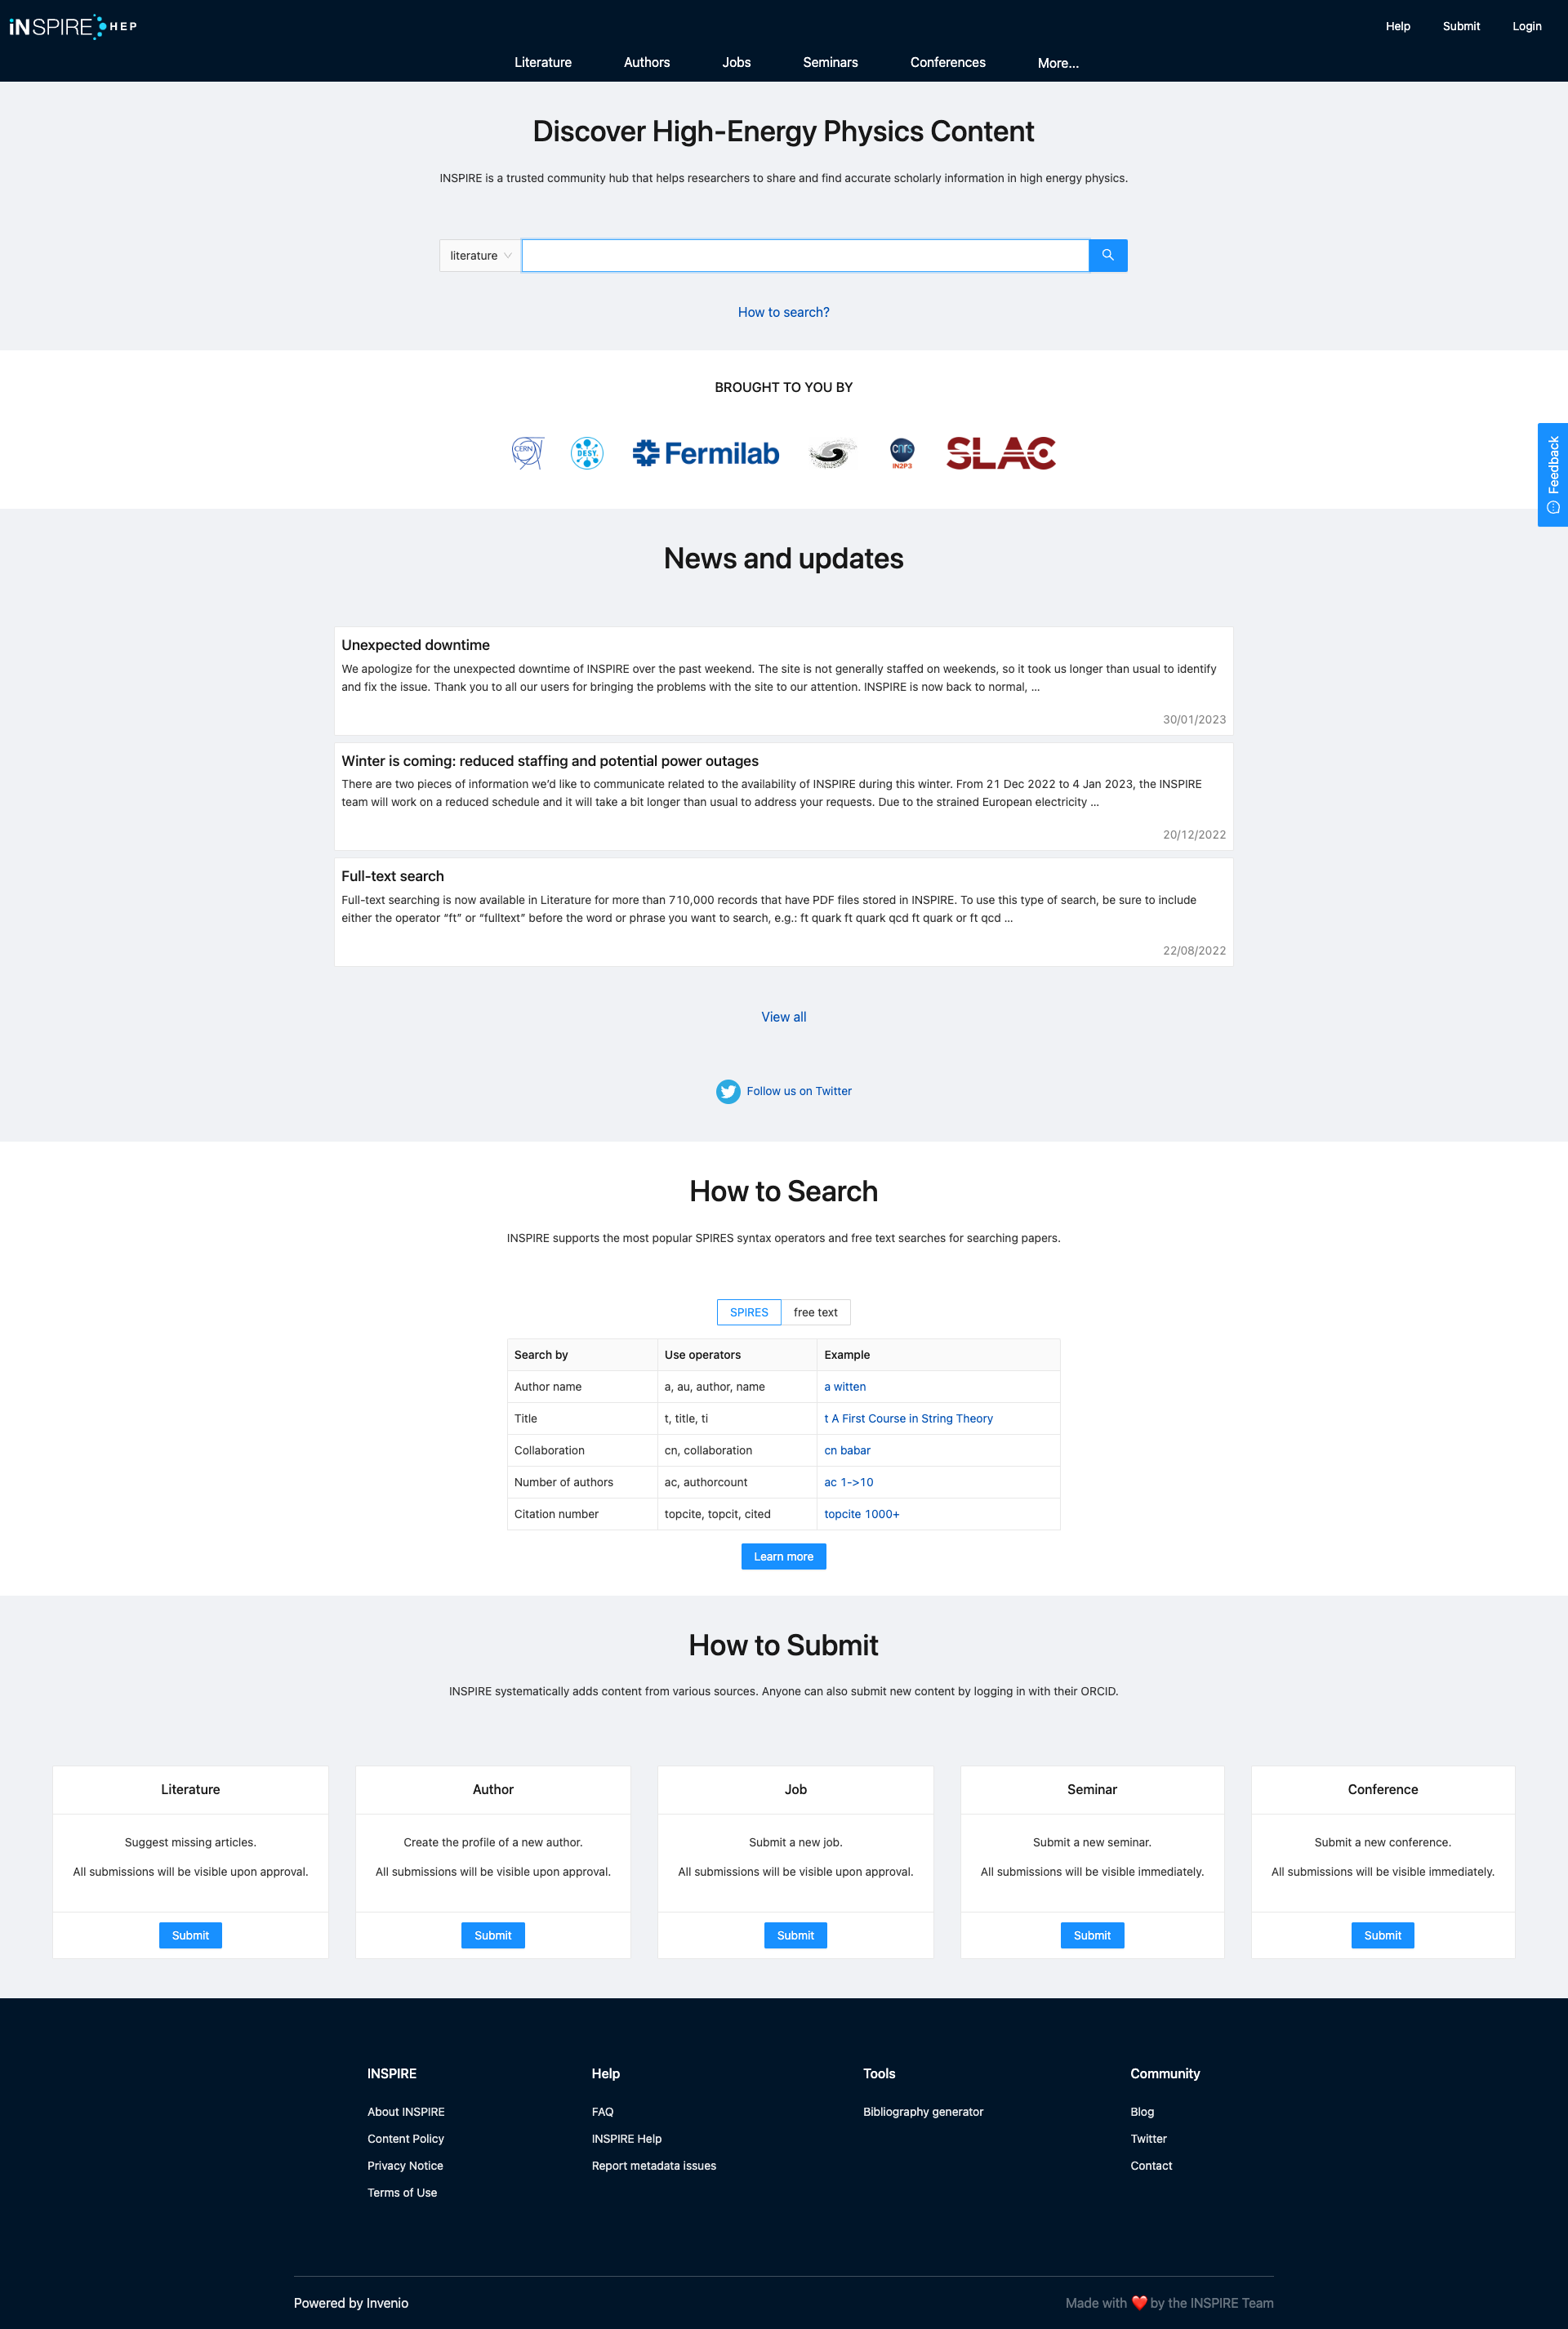 iNSPIRE HEP
Help Submit Login
Literature Authors Jobs Seminars Conferences More...
Discover High-Energy Physics Content
INSPIRE is a trusted community hub that helps researchers to share and find accurate scholarly information in high energy physics.
literature
How to search?
BROUGHT TO YOU BY
CERN DESY. Fermilab cnrs IN2P3 SLAC
Feedback
News and updates
Unexpected downtime
We apologize for the unexpected downtime of INSPIRE over the past weekend. The site is not generally staffed on weekends, so it took us longer than usual to identify
and fix the issue. Thank you to all our users for bringing the problems with the site to our attention. INSPIRE is now back to normal, ...
30/01/2023
Winter is coming: reduced staffing and potential power outages
There are two pieces of information we’d like to communicate related to the availability of INSPIRE during this winter. From 21 Dec 2022 to 4 Jan 2023, the INSPIRE
team will work on a reduced schedule and it will take a bit longer than usual to address your requests. Due to the strained European electricity ...
20/12/2022
Full-text search
Full-text searching is now available in Literature for more than 710,000 records that have PDF files stored in INSPIRE. To use this type of search, be sure to include
either the operator “ft” or “fulltext” before the word or phrase you want to search, e.g.: ft quark ft quark qcd ft quark or ft qcd ...
22/08/2022
View all
Follow us on Twitter
How to Search
INSPIRE supports the most popular SPIRES syntax operators and free text searches for searching papers.
SPIRES free text
Search by Use operators Example
Author name a, au, author, name a witten
Title t, title, ti t A First Course in String Theory
Collaboration cn, collaboration cn babar
Number of authors ac, authorcount ac 1->10
Citation number topcite, topcit, cited topcite 1000+
Learn more
How to Submit
INSPIRE systematically adds content from various sources. Anyone can also submit new content by logging in with their ORCID.
Literature
Suggest missing articles.
All submissions will be visible upon approval.
Submit
Author
Create the profile of a new author.
All submissions will be visible upon approval.
Submit
Job
Submit a new job.
All submissions will be visible upon approval.
Submit
Seminar
Submit a new seminar.
All submissions will be visible immediately.
Submit
Conference
Submit a new conference.
All submissions will be visible immediately.
Submit
INSPIRE
About INSPIRE
Content Policy
Privacy Notice
Terms of Use
Help
FAQ
INSPIRE Help
Report metadata issues
Tools
Bibliography generator
Community
Blog
Twitter
Contact
Powered by Invenio
Made with ❤️ by the INSPIRE Team